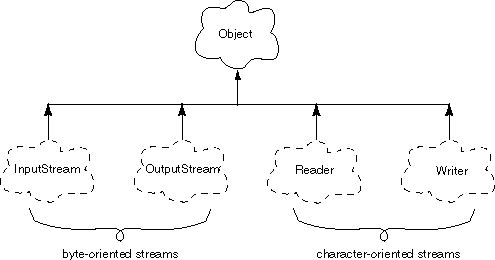 Object
InputStream
OutputStream
Reader
Writer
byte-oriented streams
character-oriented streams